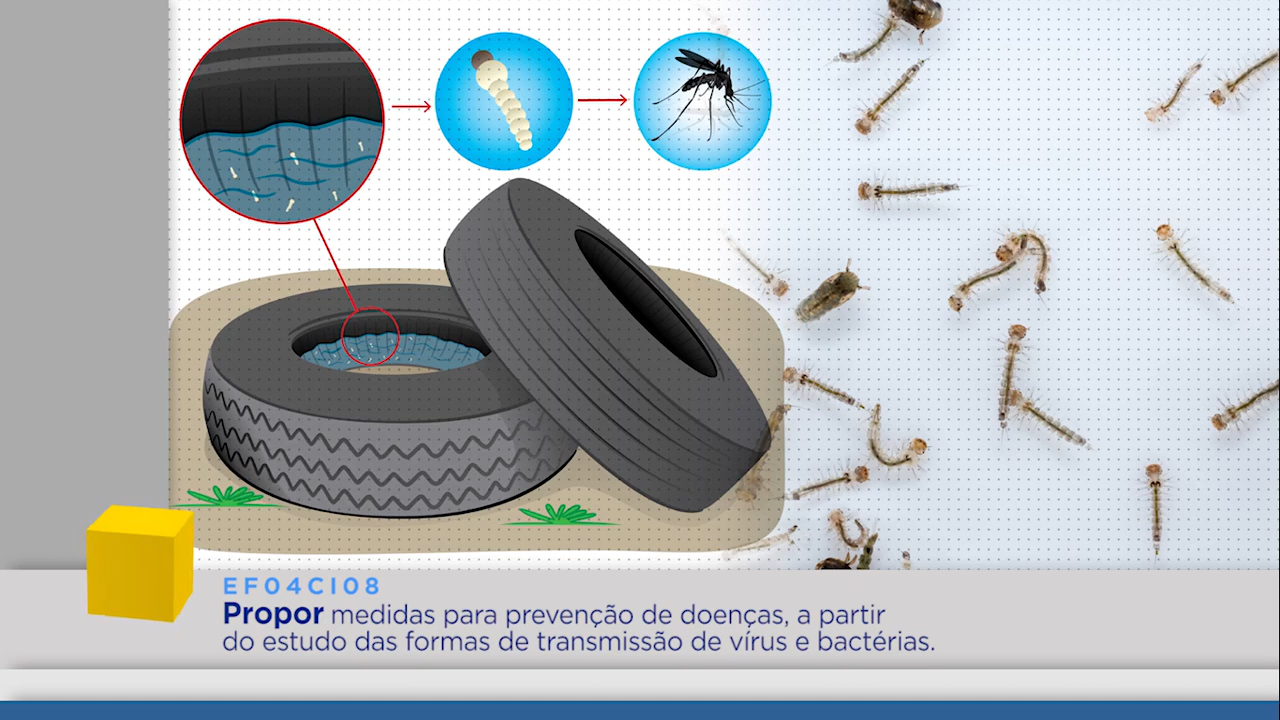 EF04CI08
Propor medidas para prevenção de doenças, a partir
do estudo das formas de transmissão de vírus e bactérias.